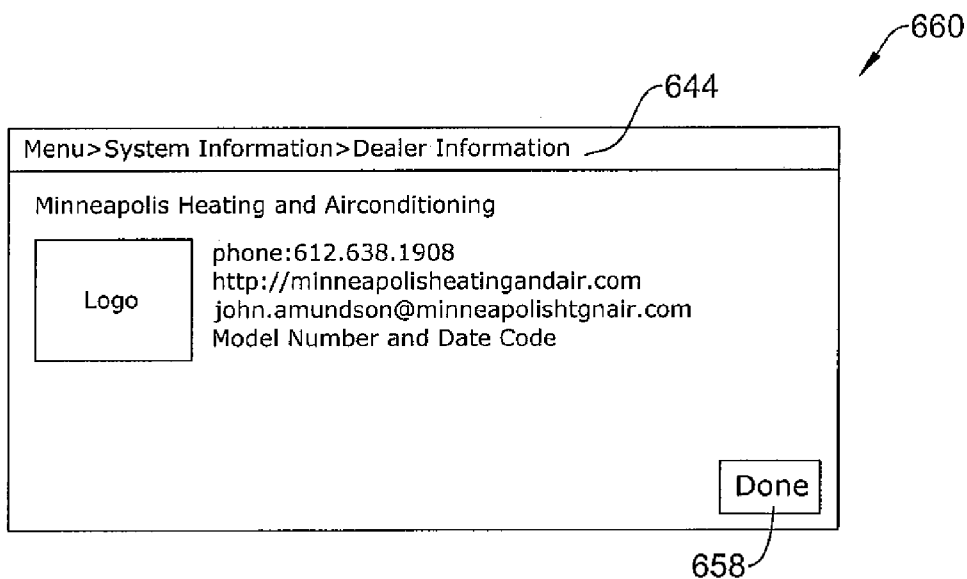 660
644
Menu>System Information>Dealer Information
Minneapolis Heating and Airconditioning
Logo
phone:612.638.1908
http://minneapolisheatingandair.com
john.amundson@minneapolishtgnair.com
Model Number and Date Code
Done
658